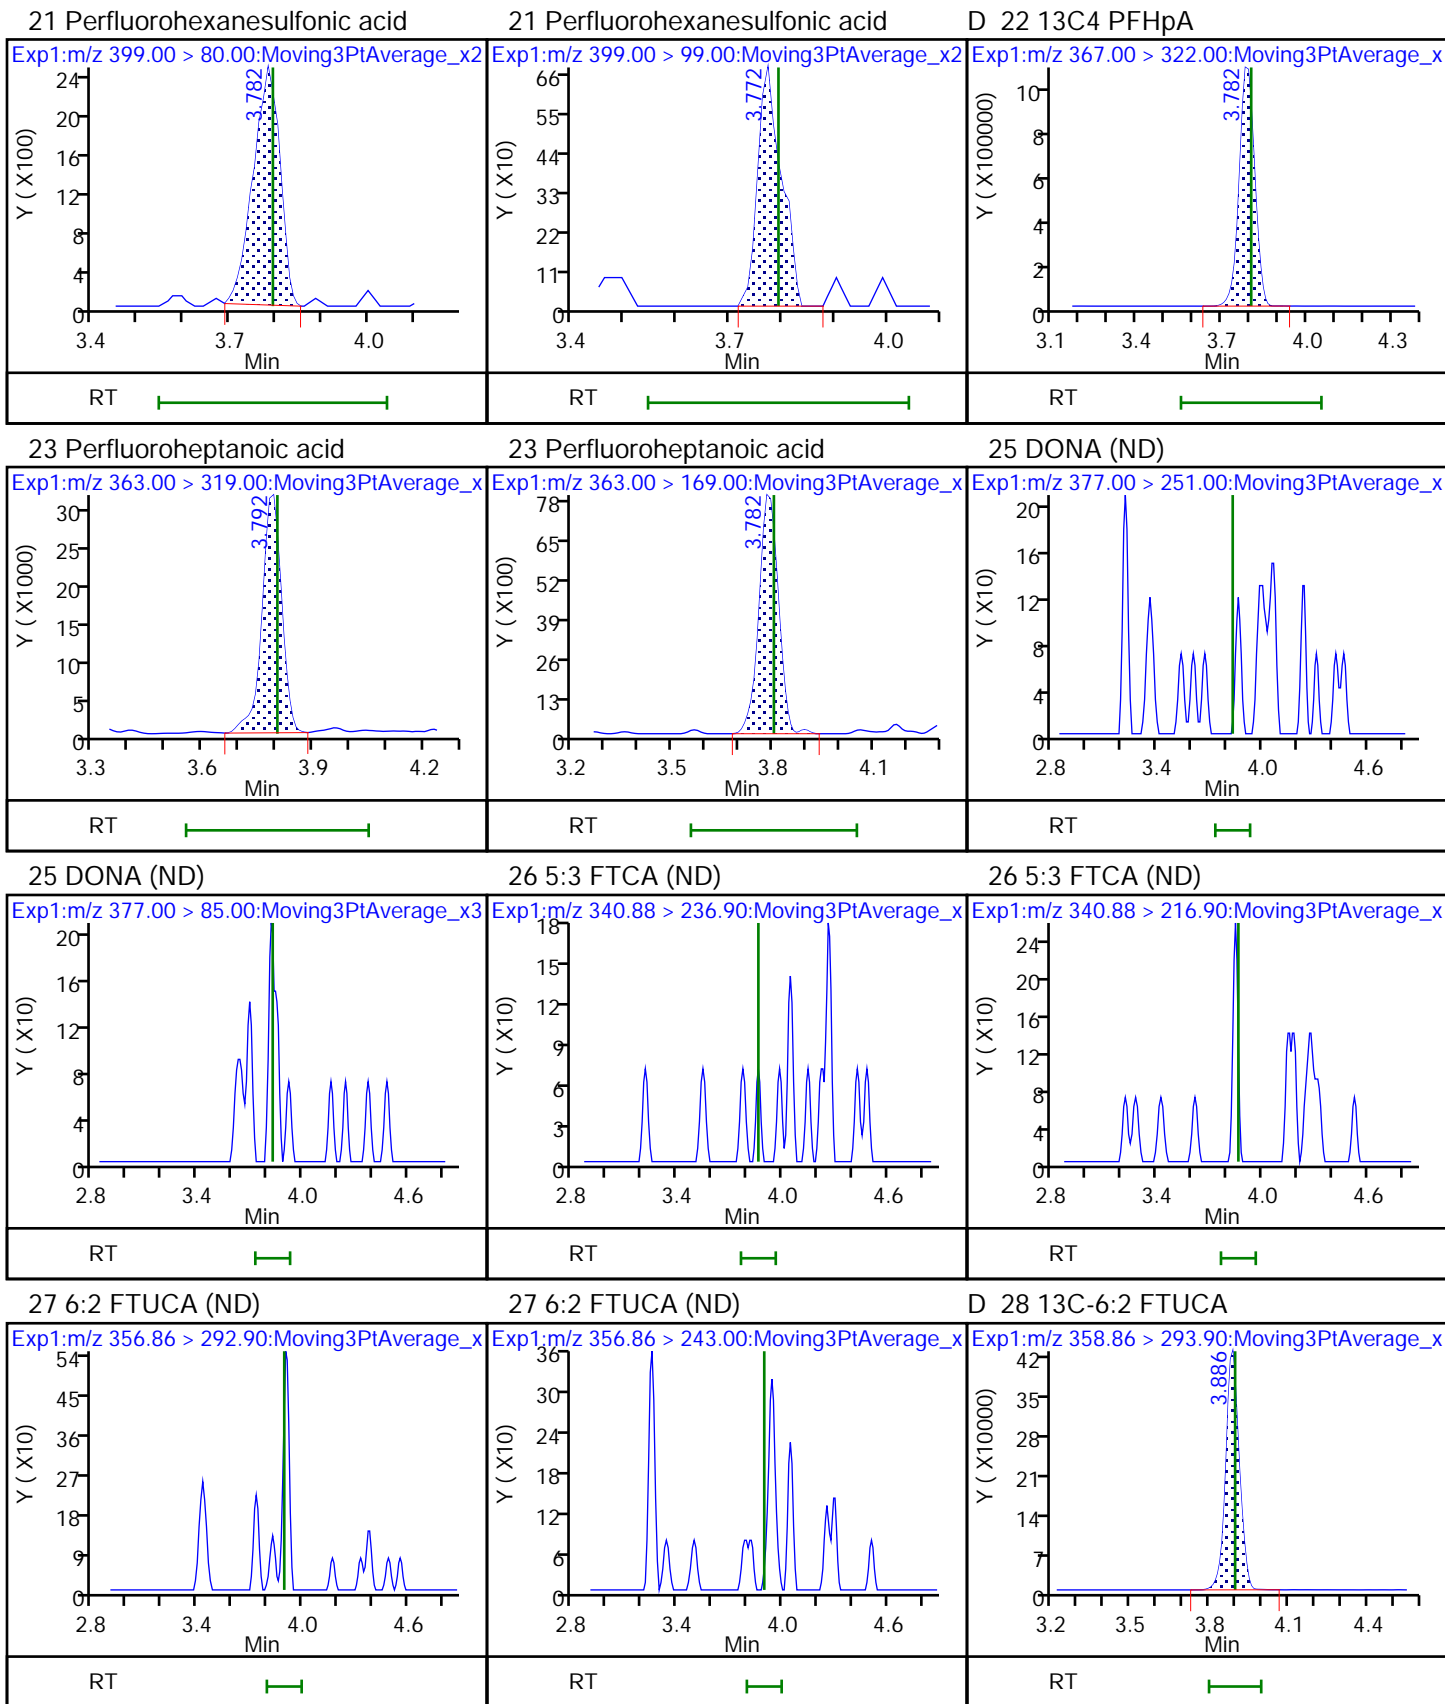 21 Perfluorohexanesulfonic acid
Exp1:m/z 399.00 > 80.00:Moving3PtAverage_x2
3.782
Y ( X100)
24
20
16
12
8
4
0
3.4 3.7 4.0
Min
RT
21 Perfluorohexanesulfonic acid
Exp1:m/z 399.00 > 99.00:Moving3PtAverage_x2
3.772
Y ( X10)
66
55
44
33
22
11
0
3.4 3.7 4.0
Min
RT
D 22 13C4 PFHpA
Exp1:m/z 367.00 > 322.00:Moving3PtAverage_x
3.782
Y ( X100000)
10
8
6
4
2
0
3.1 3.4 3.7 4.0 4.3
Min
RT
23 Perfluoroheptanoic acid
Exp1:m/z 363.00 > 319.00:Moving3PtAverage_x
3.792
Y ( X1000)
30
25
20
15
10
5
0
3.3 3.6 3.9 4.2
Min
RT
23 Perfluoroheptanoic acid
Exp1:m/z 363.00 > 169.00:Moving3PtAverage_x
3.782
Y ( X100)
78
65
52
39
26
13
0
3.2 3.5 3.8 4.1
Min
RT
25 DONA (ND)
Exp1:m/z 377.00 > 251.00:Moving3PtAverage_x
Y ( X10)
20
16
12
8
4
0
2.8 3.4 4.0 4.6
Min
RT
25 DONA (ND)
Exp1:m/z 377.00 > 85.00:Moving3PtAverage_x3
Y ( X10)
20
16
12
8
4
0
2.8 3.4 4.0 4.6
Min
RT
26 5:3 FTCA (ND)
Exp1:m/z 340.88 > 236.90:Moving3PtAverage_x
Y ( X10)
18
15
12
9
6
3
0
2.8 3.4 4.0 4.6
Min
RT
26 5:3 FTCA (ND)
Exp1:m/z 340.88 > 216.90:Moving3PtAverage_x
Y ( X10)
24
20
16
12
8
4
0
2.8 3.4 4.0 4.6
Min
RT
27 6:2 FTUCA (ND)
Exp1:m/z 356.86 > 292.90:Moving3PtAverage_x
Y ( X10)
54
45
36
27
18
9
0
2.8 3.4 4.0 4.6
Min
RT
27 6:2 FTUCA (ND)
Exp1:m/z 356.86 > 243.00:Moving3PtAverage_x
Y ( X10)
36
30
24
18
12
6
0
2.8 3.4 4.0 4.6
Min
RT
D 28 13C-6:2 FTUCA
Exp1:m/z 358.86 > 293.90:Moving3PtAverage_x
3.886
Y ( X10000)
42
35
28
21
14
7
0
3.2 3.5 3.8 4.1 4.4
Min
RT